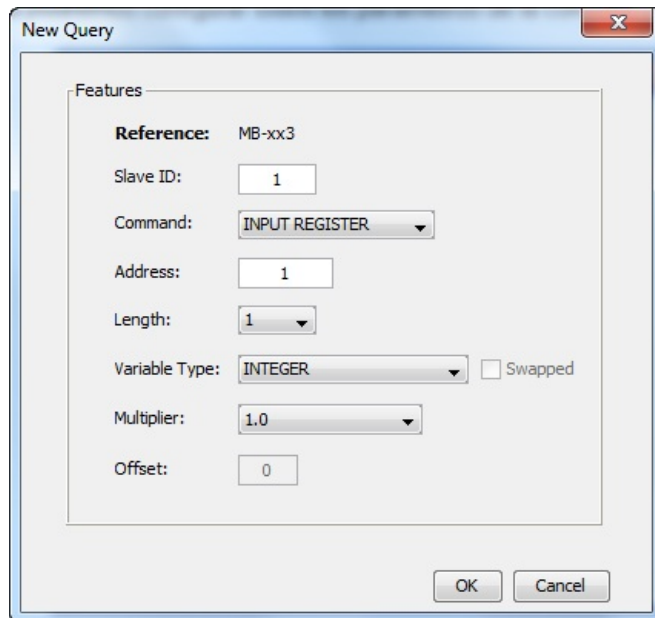 New Query
Features
Reference: MB-xx3
Slave ID: 1
Command: INPUT REGISTER
Address: 1
Length: 1
Variable Type: INTEGER Swapped
Multiplier: 1.0
Offset: 0
OK Cancel